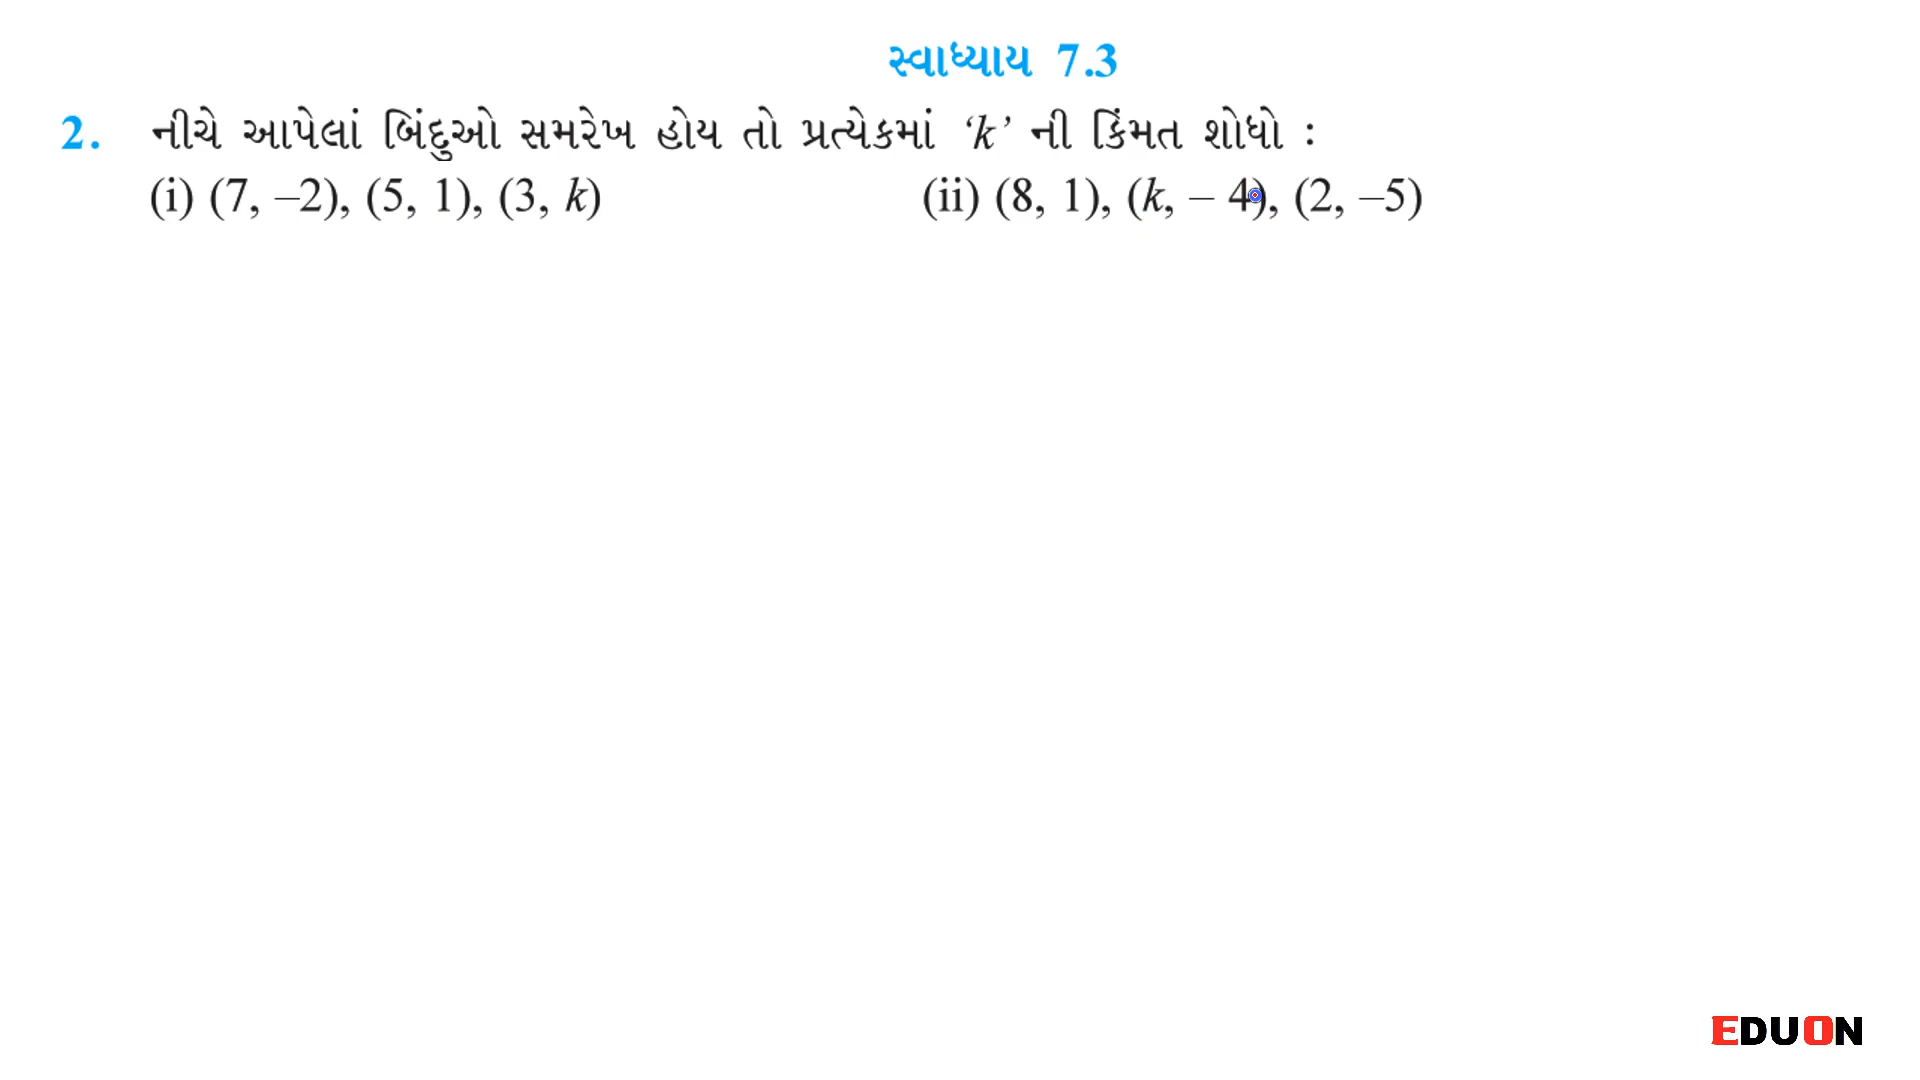 સ્વાધ્યાય 7.3
2. નીચે આપેલાં બિંદુઓ સમરેખ હોય તો પ્રત્યેકમાં ‘k’ ની કિંમત શોધો :
(i) (7, –2), (5, 1), (3, k) (ii) (8, 1), (k, – 4), (2, –5)
EDUON